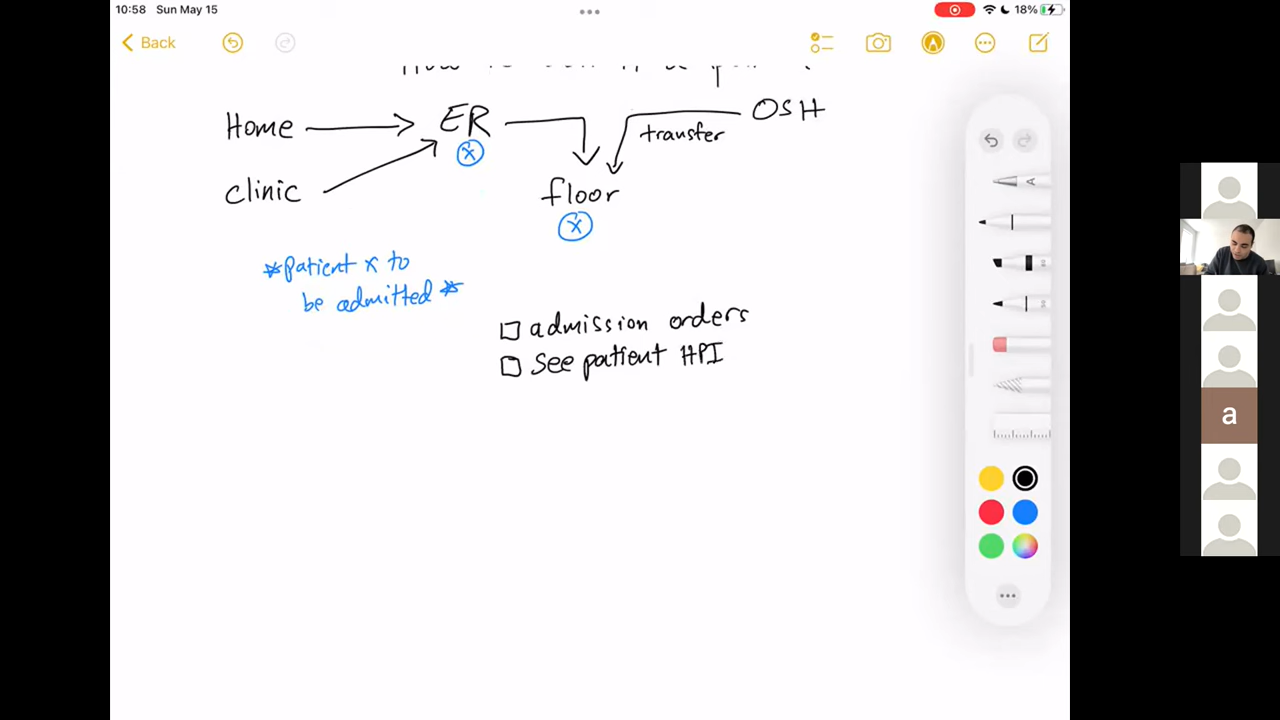 10:58 Sun May 15
18%
Back
Home
ER
OSH
transfer
x
clinic
floor
x
*patient x to
be admitted*
admission orders
See patient HPI
A
a